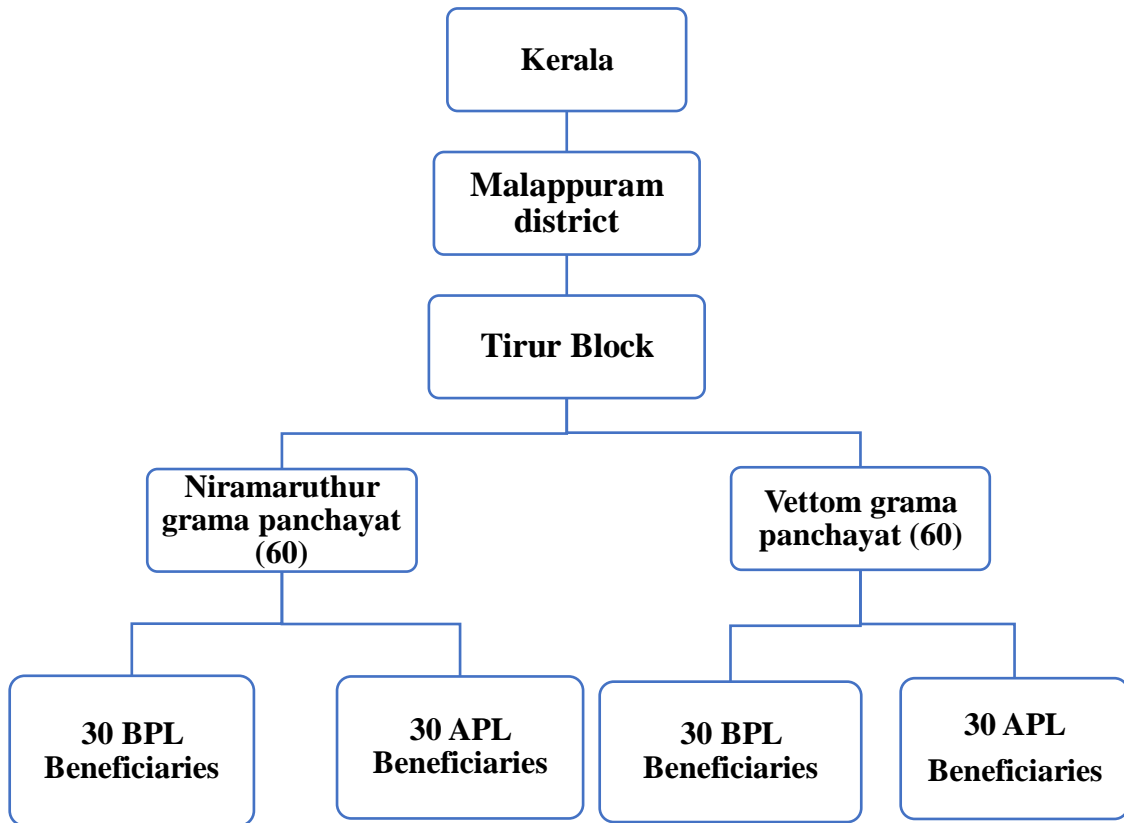 Kerala
Malappuram
district
Tirur Block
Niramaruthur
grama panchayat
(60)
Vettom grama
panchayat (60)
30 BPL
Beneficiaries
30 APL
Beneficiaries
30 BPL
Beneficiaries
30 APL
Beneficiaries